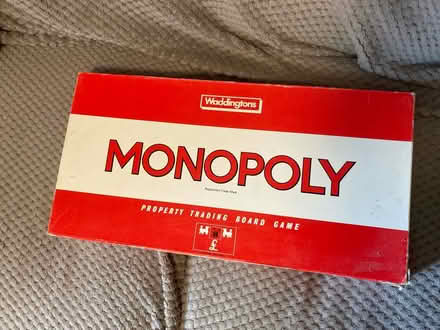 Waddingtons
MONOPOLY
PROPERTY TRADING BOARD GAME